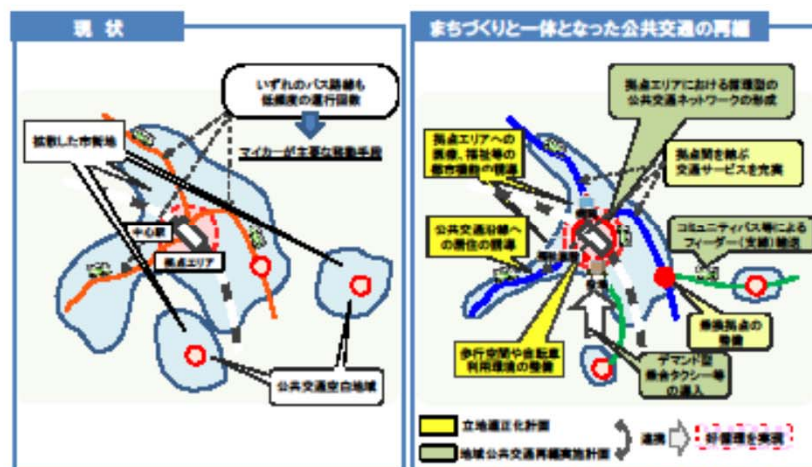 現 状
いずれのバス路線も
低頻度の運行回数
マイカーが主要な移動手段
拡散した市街地
中心駅
拠点エリア
公共交通空白地域
まちづくりと一体となった公共交通の再編
拠点エリアにおける循環型の
公共交通ネットワークの形成
拠点エリアへの
医療、福祉等の
都市機能の誘導
拠点間を結ぶ
交通サービスを充実
公共交通沿線への
居住の誘導
コミュニティバス等による
フィーダー（支線）輸送
乗換拠点の
整備
歩行空間や自転車
利用環境の整備
デマンド型
乗合タクシー等
の導入
立地適正化計画
地域公共交通再編実施計画
連携
好循環を実現